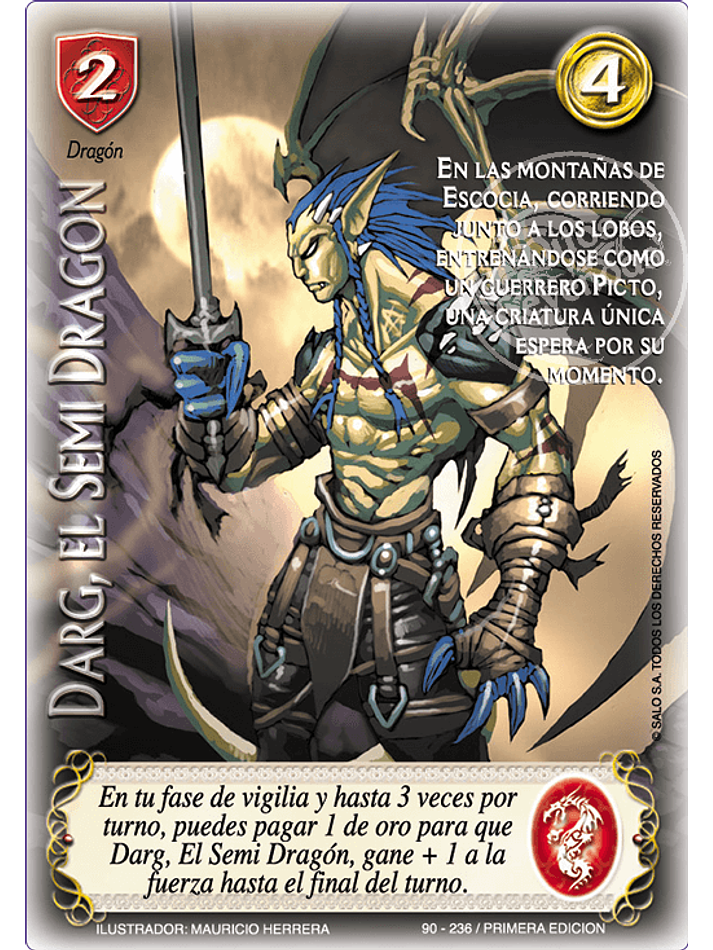 2
4
Dragón
DARG, EL SEMI DRAGON
EN LAS MONTAÑAS DE
ESCOCIA, CORRIENDO
JUNTO A LOS LOBOS,
ENTRENÁNDOSE COMO
UN GUERRERO PICTO,
UNA CRIATURA ÚNICA
ESPERA POR SU
MOMENTO.
© SALO S.A. TODOS LOS DERECHOS RESERVADOS
En tu fase de vigilia y hasta 3 veces por
turno, puedes pagar 1 de oro para que
Darg, El Semi Dragón, gane + 1 a la
fuerza hasta el final del turno.
ILUSTRADOR: MAURICIO HERRERA
90 - 236 / PRIMERA EDICION